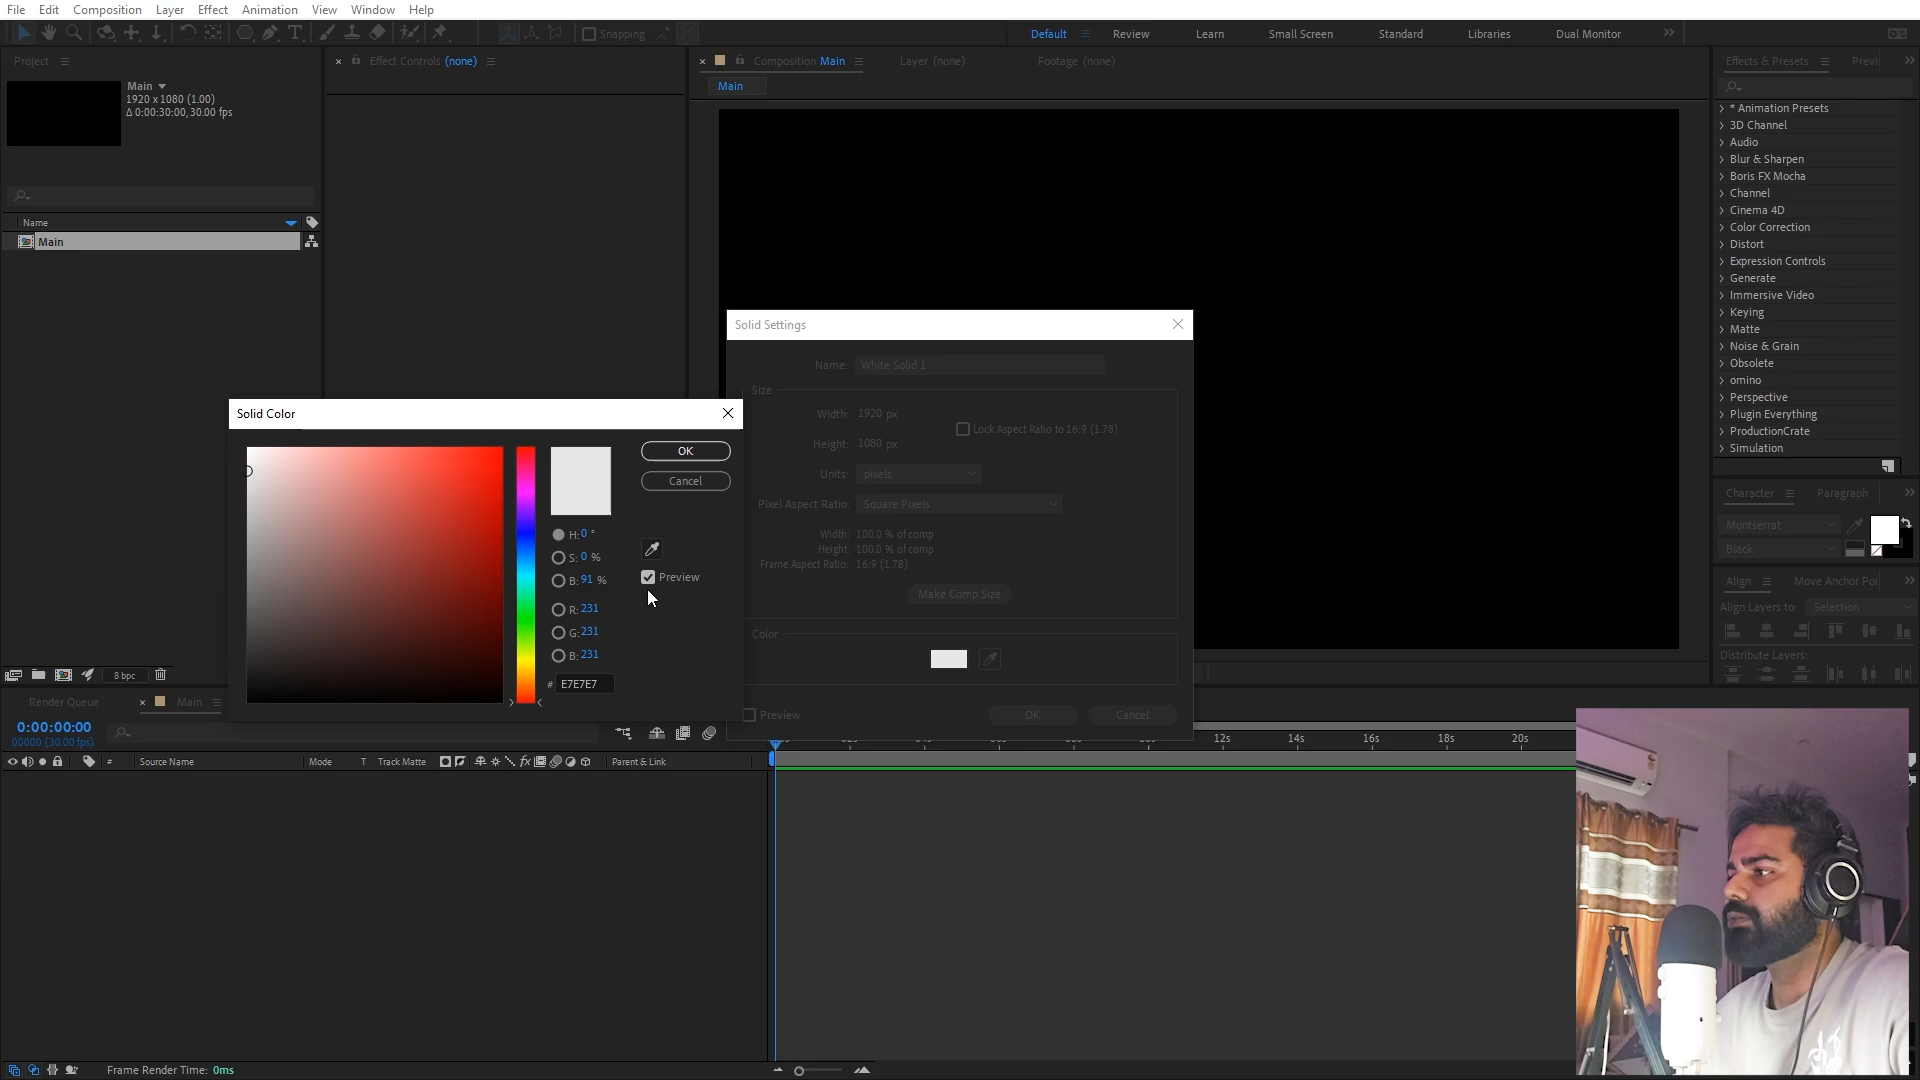 File Edit Composition Layer Effect Animation View Window Help
Snapping
Default Review Learn Small Screen Standard Libraries Dual Monitor
Project
Effect Controls (none)
Composition Main
Layer (none)
Footage (none)
Effects & Presets
Previ
Main
1920 x 1080 (1.00)
Δ 0:00:30:00, 30.00 fps
Main
* Animation Presets
3D Channel
Audio
Blur & Sharpen
Boris FX Mocha
Channel
Cinema 4D
Color Correction
Distort
Expression Controls
Generate
Immersive Video
Keying
Matte
Noise & Grain
Obsolete
omino
Perspective
Plugin Everything
ProductionCrate
Simulation
Name
Main
Solid Settings
Name: White Solid 1
Size
Width: 1920 px
Height: 1080 px
Lock Aspect Ratio to 16:9 (1.78)
Units: pixels
Pixel Aspect Ratio: Square Pixels
Width: 100.0 % of comp
Height: 100.0 % of comp
Frame Aspect Ratio: 16:9 (1.78)
Make Comp Size
Color
Preview
OK
Cancel
Solid Color
OK
Cancel
H: 0 °
S: 0 %
B: 91 %
Preview
R: 231
G: 231
B: 231
# E7E7E7
Character
Paragraph
Montserrat
Black
Align
Move Anchor Poi
Align Layers to: Selection
Distribute Layers:
8 bpc
Render Queue
Main
0:00:00:00
00000 (30.00 fps)
# Source Name Mode T Track Matte Parent & Link
12s 14s 16s 18s 20s
Frame Render Time: 0ms